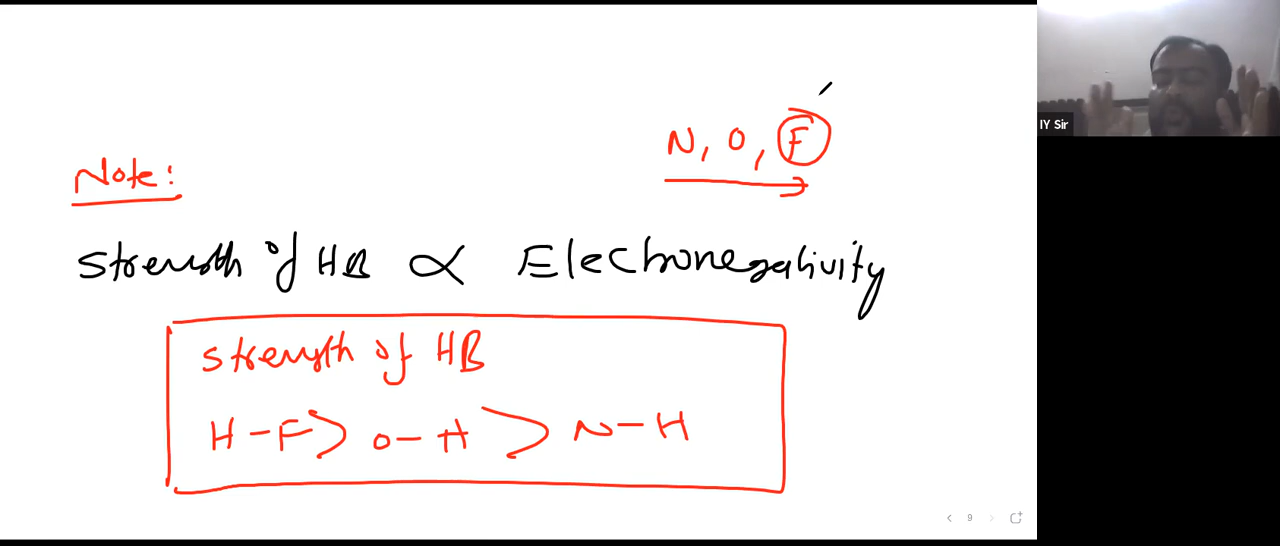 N, O, F
IY Sir
Note:
Strength of HB ∝ Electronegativity
Strength of HB
H-F > O-H > N-H
9